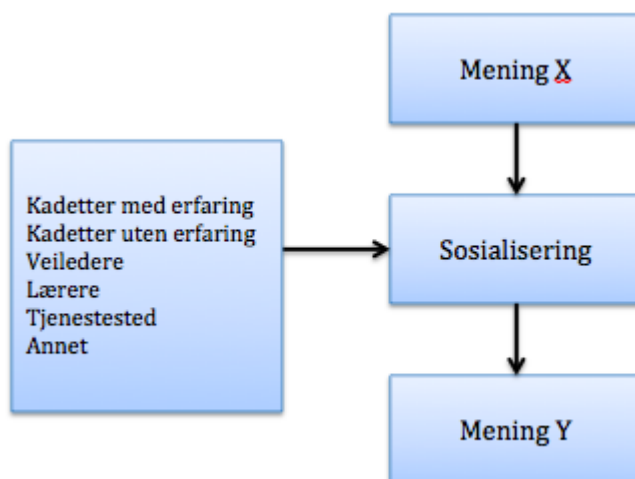 Mening X
Kadetter med erfaring
Kadetter uten erfaring
Veiledere
Lærere
Tjenestested
Annet
Sosialisering
Mening Y